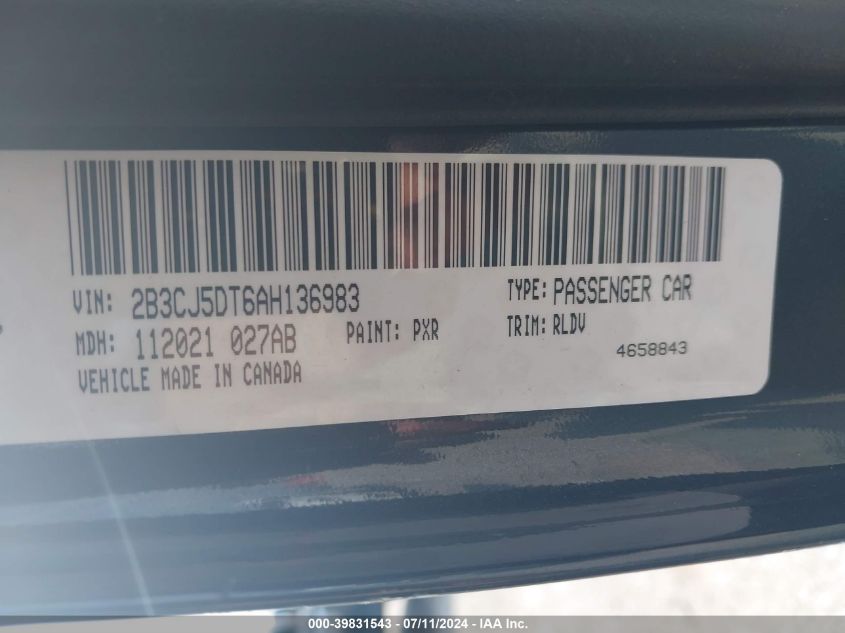 VIN: 2B3CJ5DT6AH136983
TYPE: PASSENGER CAR
MDH: 112021 027AB
PAINT: PXR
TRIM: RLDV
VEHICLE MADE IN CANADA
4658843
000-39831543 - 07/11/2024 - IAA Inc.